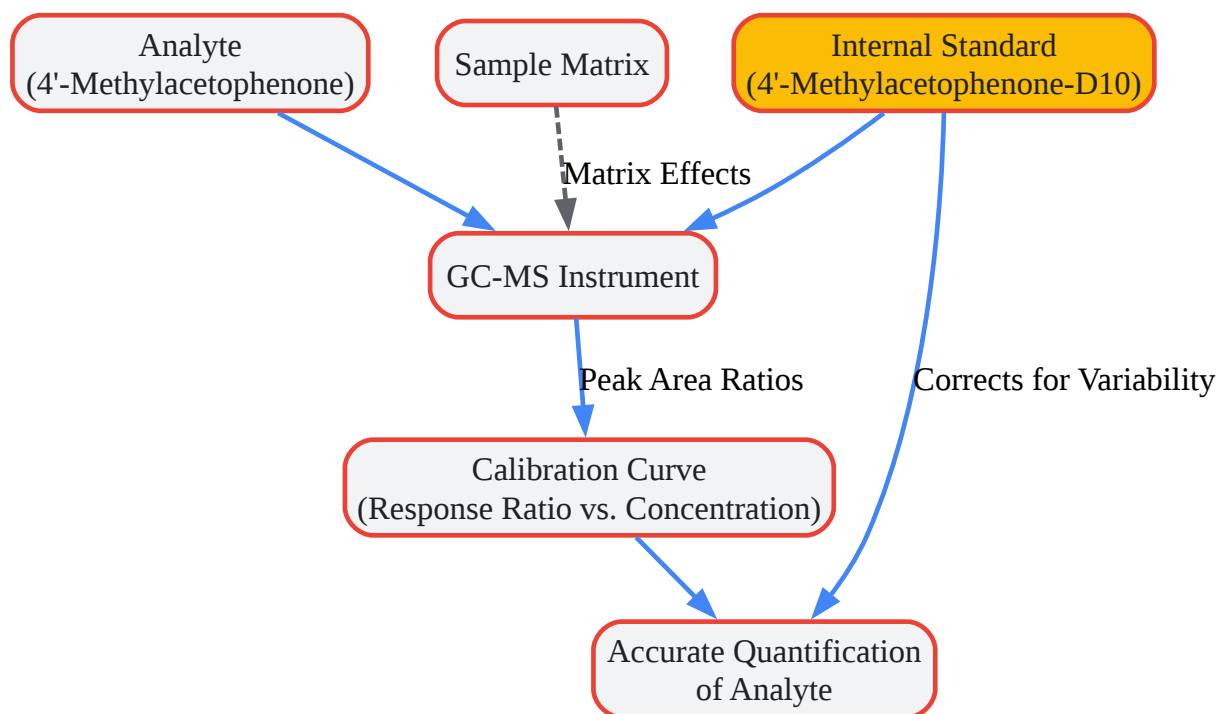 Analyte
(4'-Methylacetophenone)
Sample Matrix
Internal Standard
(4'-Methylacetophenone-D10)
Matrix Effects
GC-MS Instrument
Peak Area Ratios
Corrects for Variability
Calibration Curve
(Response Ratio vs. Concentration)
Accurate Quantification
of Analyte